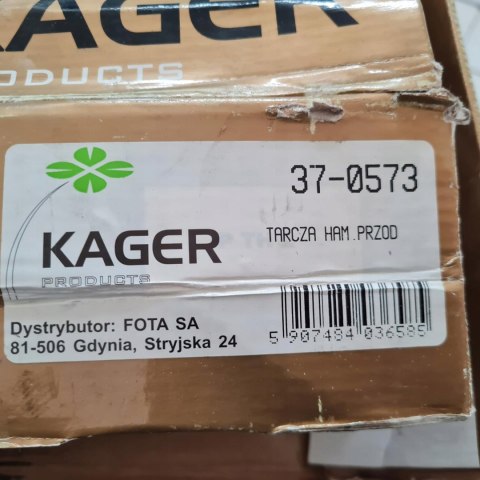 KAGER
PRODUCTS
37-0573
TARCZA HAM.PRZOD
KAGER
PRODUCTS
Dystrybutor: FOTA SA
81-506 Gdynia, Stryjska 24
5 907484 036585